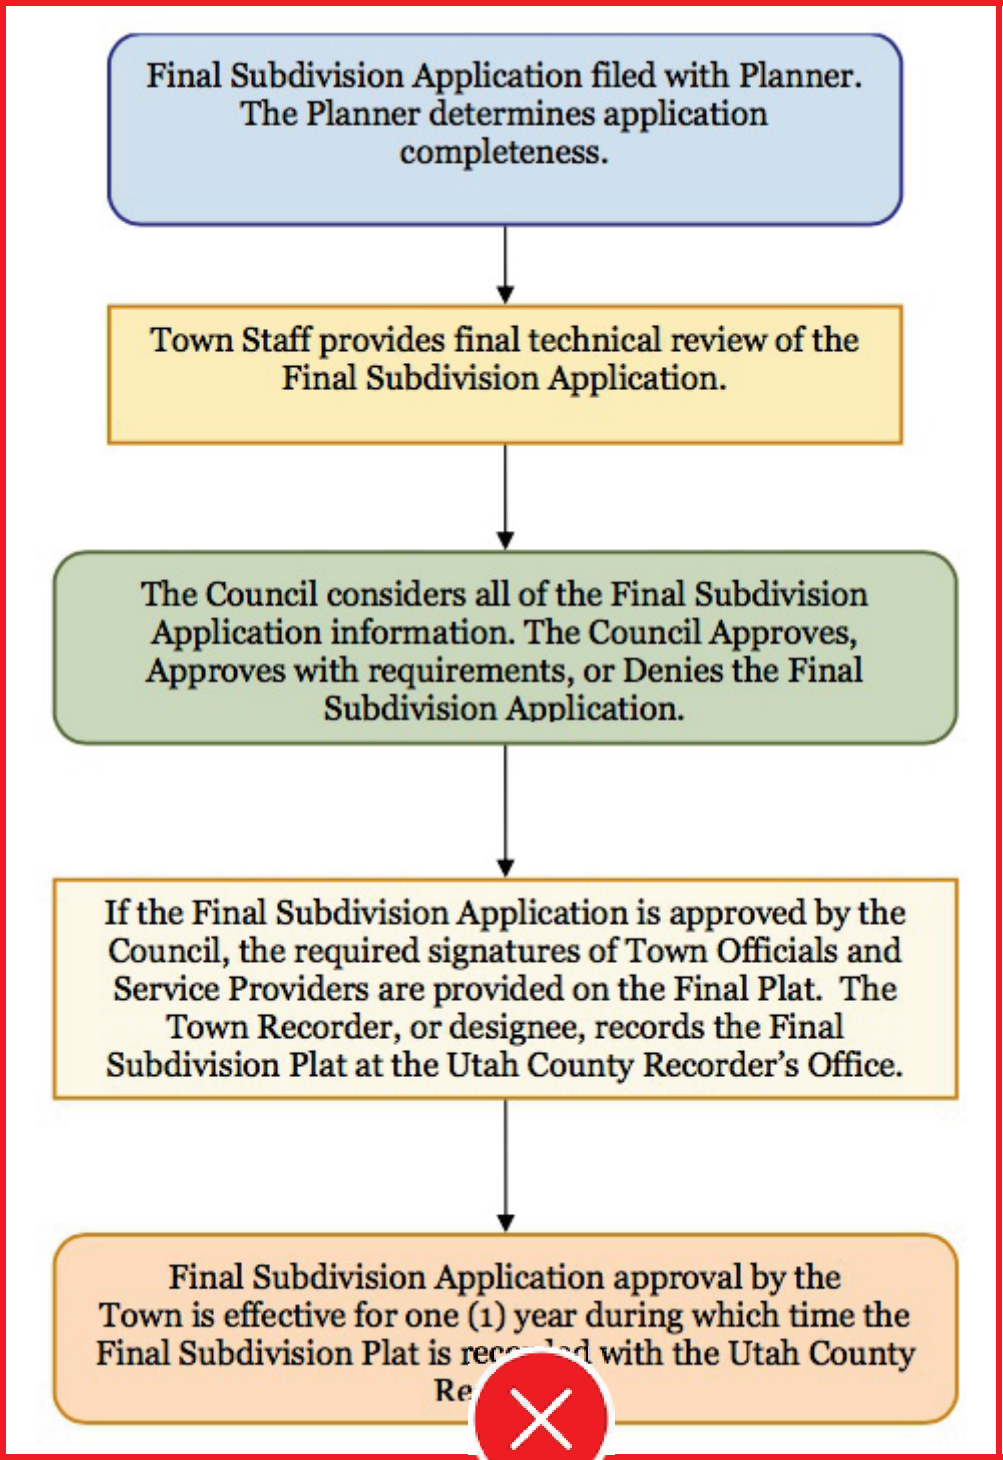 Final Subdivision Application filed with Planner.
The Planner determines application
completeness.
Town Staff provides final technical review of the
Final Subdivision Application.
The Council considers all of the Final Subdivision
Application information. The Council Approves,
Approves with requirements, or Denies the Final
Subdivision Application.
If the Final Subdivision Application is approved by the
Council, the required signatures of Town Officials and
Service Providers are provided on the Final Plat. The
Town Recorder, or designee, records the Final
Subdivision Plat at the Utah County Recorder's Office.
Final Subdivision Application approval by the
Town is effective for one (1) year during which time the
Final Subdivision Plat is recorded with the Utah County